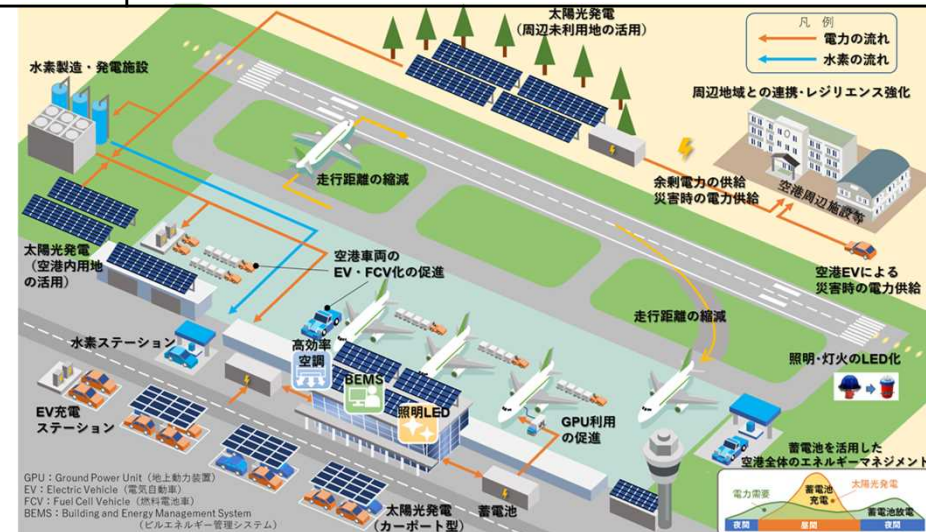 太陽光発電
(周辺未利用地の活用)
凡 例
電力の流れ
水素の流れ
水素製造・発電施設
周辺地域との連携・レジリエンス強化
走行距離の縮減
余剰電力の供給
災害時の電力供給
空港周辺施設等
太陽光発電
(空港内用地
の活用)
空港車両の
EV・FCV化の促進
空港EVによる
災害時の電力供給
走行距離の縮減
水素ステーション
高効率
空調
照明・灯火のLED化
BEMS
照明LED
EV充電
ステーション
GPU利用
の促進
蓄電池を活用した
空港全体のエネルギーマネジメント
GPU:Ground Power Unit(地上動力装置)
EV:Electric Vehicle(電気自動車)
FCV:Fuel Cell Vehicle(燃料電池車)
BEMS:Building and Energy Management System
(ビルエネルギー管理システム)
太陽光発電
(カーポート型)
蓄電池
電力需要
蓄電池
充電
太陽光発電
蓄電池放電
夜間
昼間
夜間